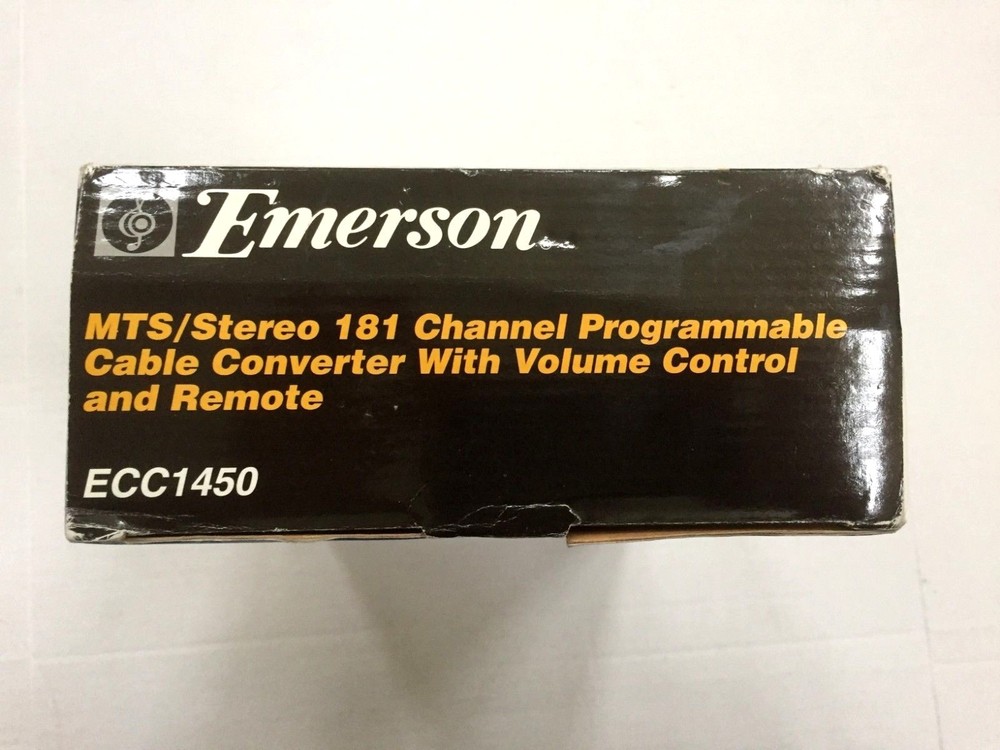 Emerson
MTS/Stereo 181 Channel Programmable
Cable Converter With Volume Control
and Remote
ECC1450